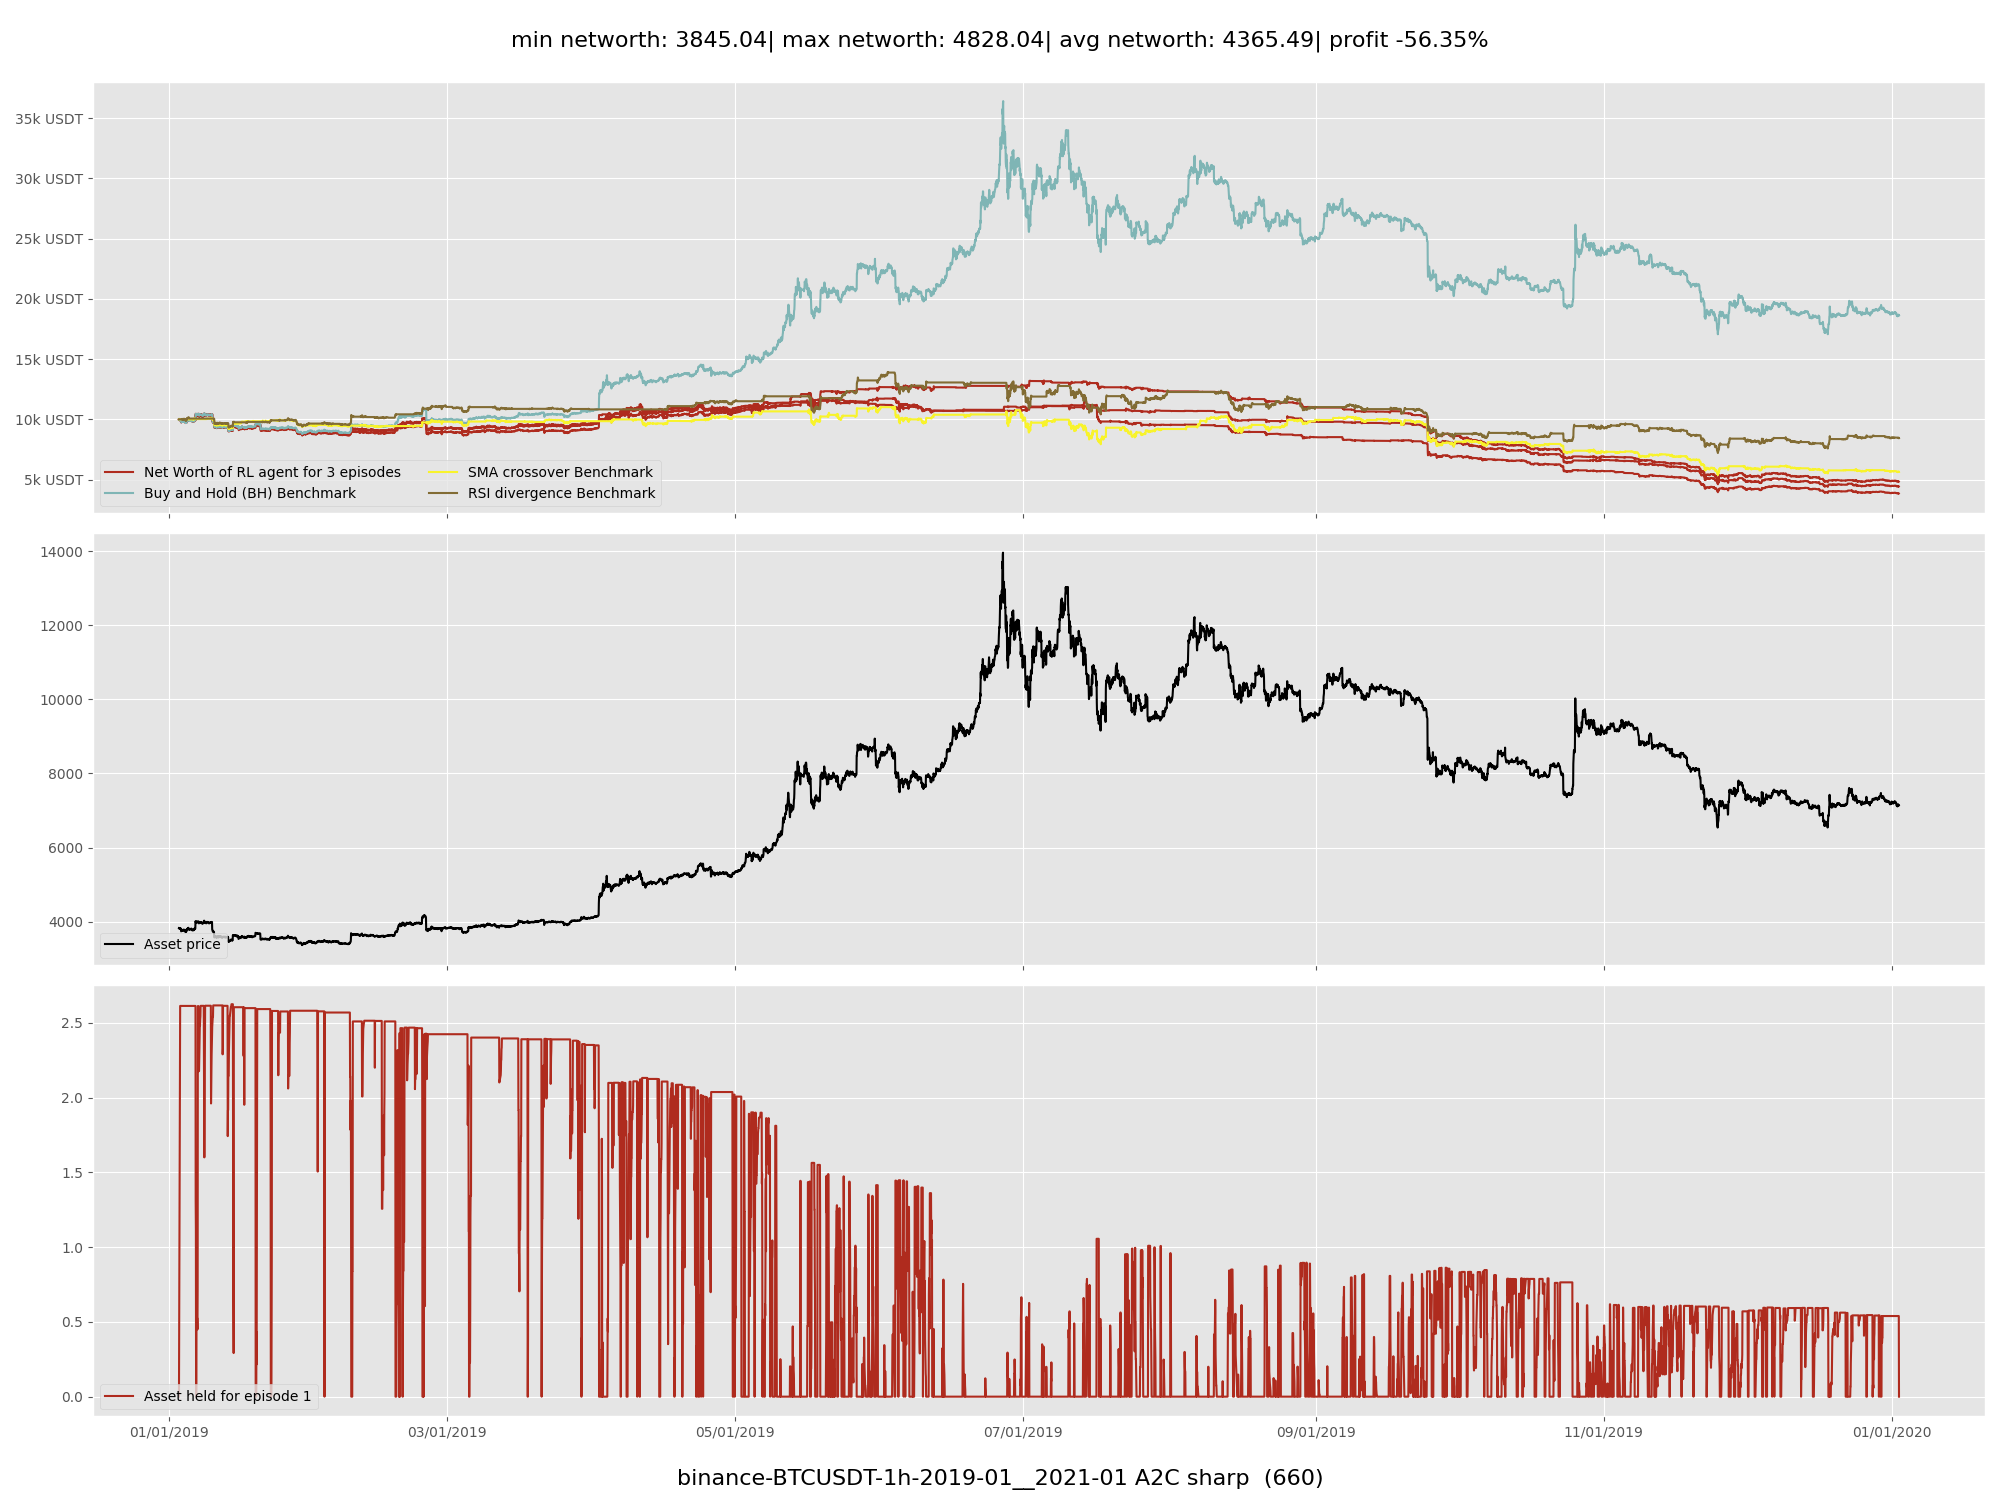 min networth: 3845.04| max networth: 4828.04| avg networth: 4365.49| profit -56.35%
35k USDT
30k USDT
25k USDT
20k USDT
15k USDT
10k USDT
5k USDT
Net Worth of RL agent for 3 episodes
Buy and Hold (BH) Benchmark
SMA crossover Benchmark
RSI divergence Benchmark
14000
12000
10000
8000
6000
4000
Asset price
2.5
2.0
1.5
1.0
0.5
0.0
Asset held for episode 1
01/01/2019
03/01/2019
05/01/2019
07/01/2019
09/01/2019
11/01/2019
01/01/2020
binance-BTCUSDT-1h-2019-01__2021-01 A2C sharp  (660)